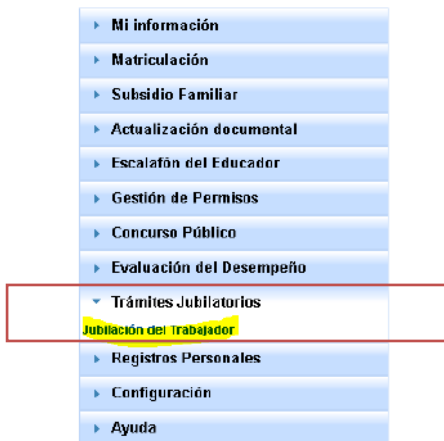 Mi información
Matriculación
Subsidio Familiar
Actualización documental
Escalafón del Educador
Gestión de Permisos
Concurso Público
Evaluación del Desempeño
Trámites Jubilatorios
Jubilación del Trabajador
Registros Personales
Configuración
Ayuda